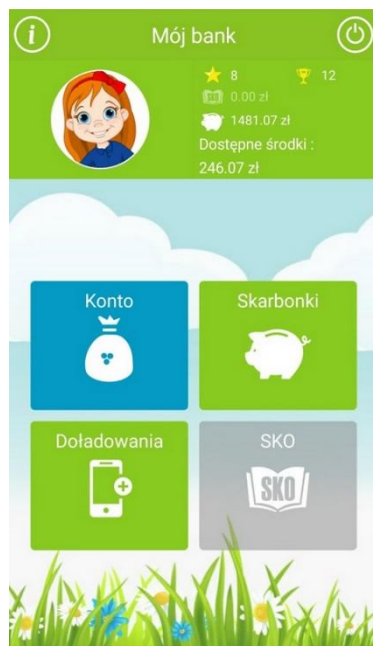 i
Mój bank
8 12
SKO 0.00 zł
1481.07 zł
Dostępne środki :
246.07 zł
Konto
Skarbonki
Doładowania
SKO
SKO